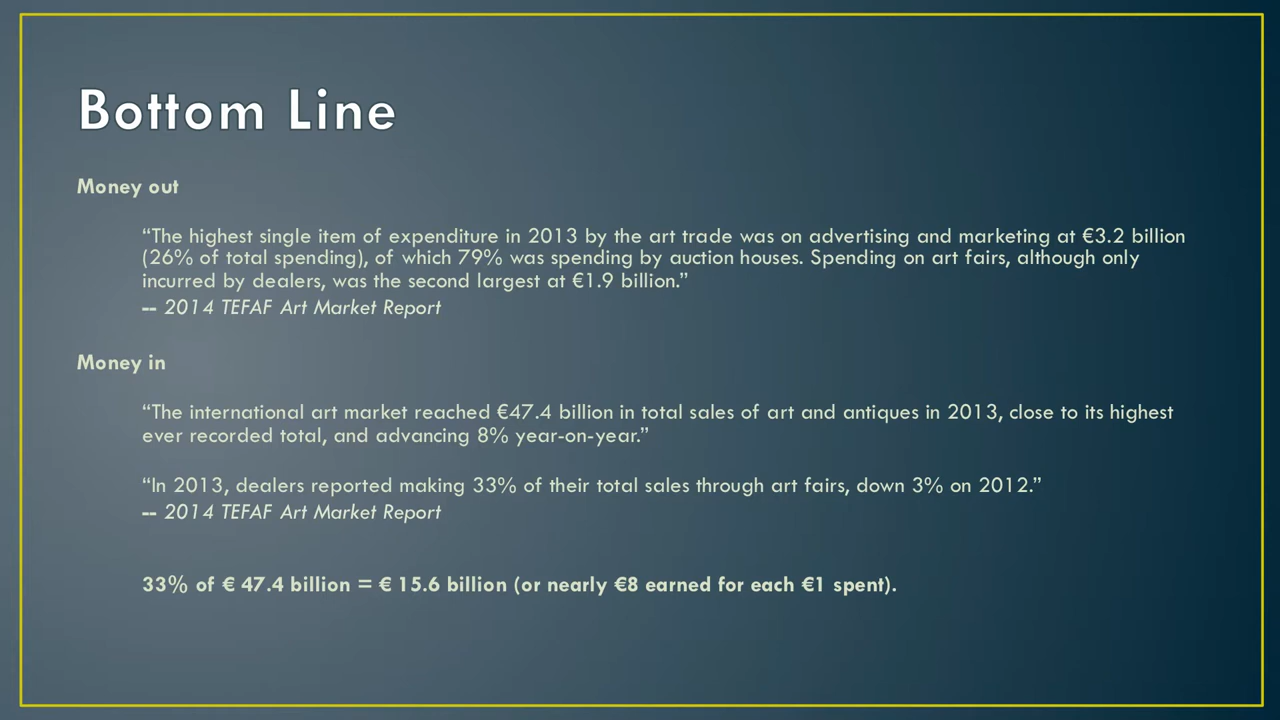 Bottom Line
Money out
“The highest single item of expenditure in 2013 by the art trade was on advertising and marketing at €3.2 billion
(26% of total spending), of which 79% was spending by auction houses. Spending on art fairs, although only
incurred by dealers, was the second largest at €1.9 billion.”
-- 2014 TEFAF Art Market Report
Money in
“The international art market reached €47.4 billion in total sales of art and antiques in 2013, close to its highest
ever recorded total, and advancing 8% year-on-year.”
“In 2013, dealers reported making 33% of their total sales through art fairs, down 3% on 2012.”
-- 2014 TEFAF Art Market Report
33% of € 47.4 billion = € 15.6 billion (or nearly €8 earned for each €1 spent).